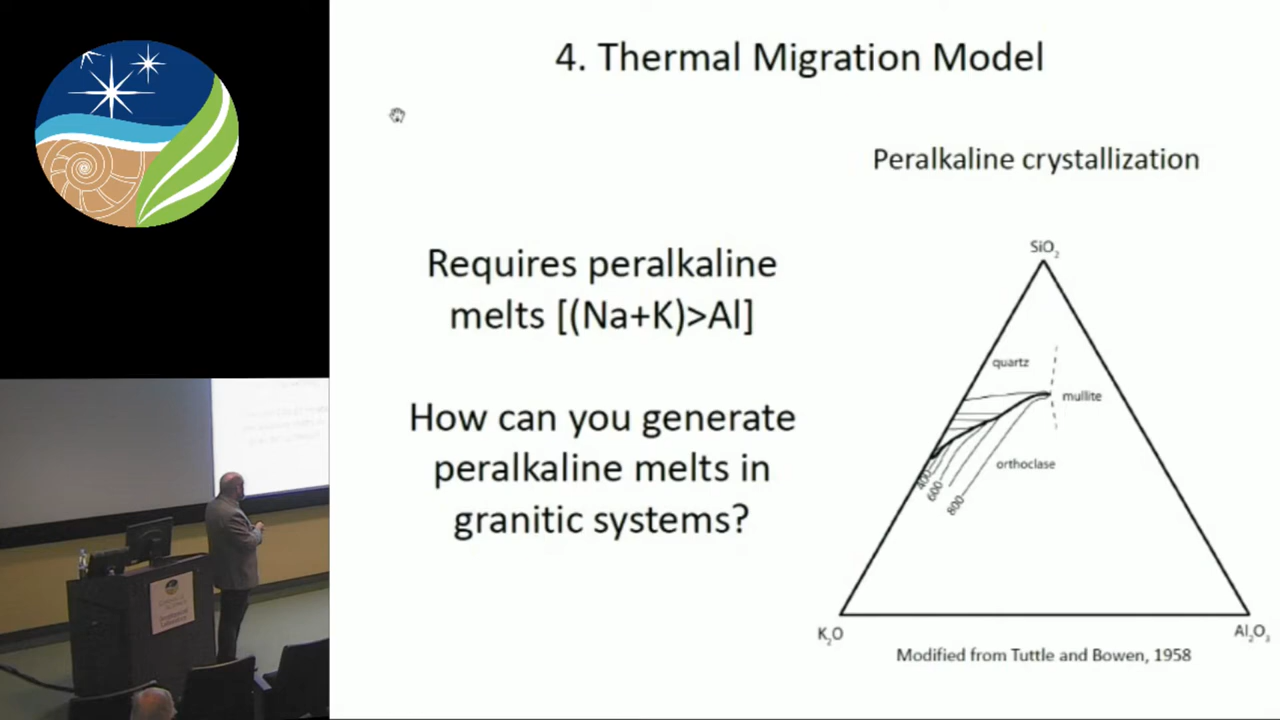 4. Thermal Migration Model
Peralkaline crystallization
Requires peralkaline
melts [(Na+K)>Al]
How can you generate
peralkaline melts in
granitic systems?
SiO₂
quartz
mullite
orthoclase
400
600
800
K₂O
Al₂O₃
Modified from Tuttle and Bowen, 1958